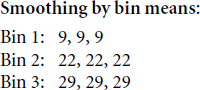 Smoothing by bin means:
Bin 1: 9, 9, 9
Bin 2: 22, 22, 22
Bin 3: 29, 29, 29